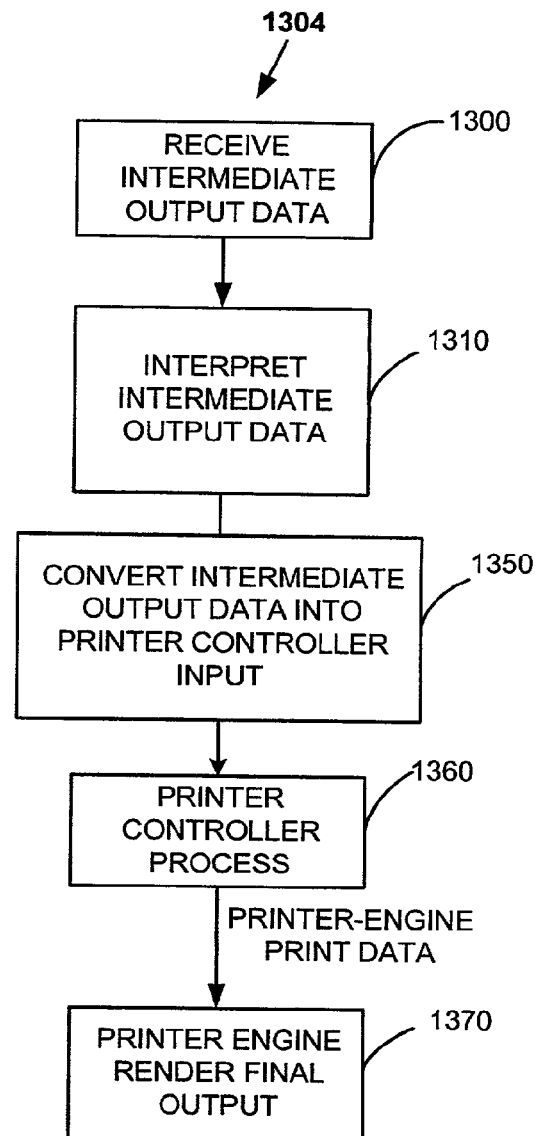 1304
1300
RECEIVE
INTERMEDIATE
OUTPUT DATA
1310
INTERPRET
INTERMEDIATE
OUTPUT DATA
1350
CONVERT INTERMEDIATE
OUTPUT DATA INTO
PRINTER CONTROLLER
INPUT
1360
PRINTER
CONTROLLER
PROCESS
PRINTER-ENGINE
PRINT DATA
1370
PRINTER ENGINE
RENDER FINAL
OUTPUT